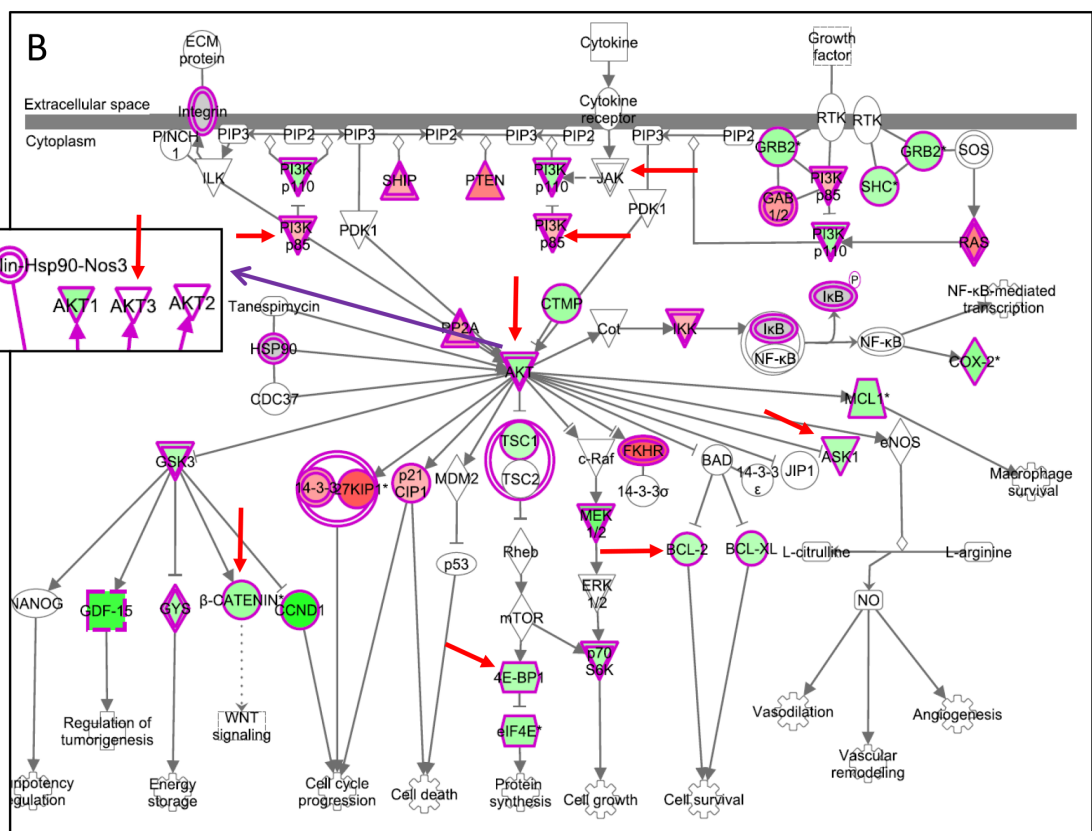 B
ECM
protein
Cytokine
Growth
factor
Extracellular space
Integrin
Cytokine
receptor
RTK
RTK
Cytoplasm
PINCH
1
PIP3
PIP2
PIP3
PIP2
PIP3
PIP2
PIP3
PIP2
GRB2*
GRB2*
SOS
ILK
PI3K
p110
SHIP
PTEN
PI3K
p110
JAK
PDK1
GAB
1/2
PI3K
p85
SHC*
PI3K
p85
PDK1
PI3K
p85
PI3K
p110
RAS
lin-Hsp90-Nos3
AKT1
AKT3
AKT2
Tanespimycin
PP2A
CTMP
Cot
IKK
IκB
P
IκB
NF-κB
NF-κB
NF-κB-mediated
transcription
HSP90
AKT
COX-2*
CDC37
MCL1*
GSK3
14-3-3
27KIP1*
p21
CIP1
MDM2
TSC1
TSC2
c-Raf
FKHR
14-3-3σ
BAD
14-3-3
ε
JIP1
ASK1
eNOS
Macrophage
survival
MEK
1/2
BCL-2
BCL-XL
L-citrulline
L-arginine
NANOG
GDF-15
GYS
β-CATENIN*
CCND1
p53
Rheb
ERK
1/2
NO
mTOR
4E-BP1
p70
S6K
eIF4E*
Regulation of
tumorigenesis
WNT
signaling
Vasodilation
Angiogenesis
Vascular
remodeling
unpotency
egulation
Energy
storage
Cell cycle
progression
Cell death
Protein
synthesis
Cell growth
Cell survival